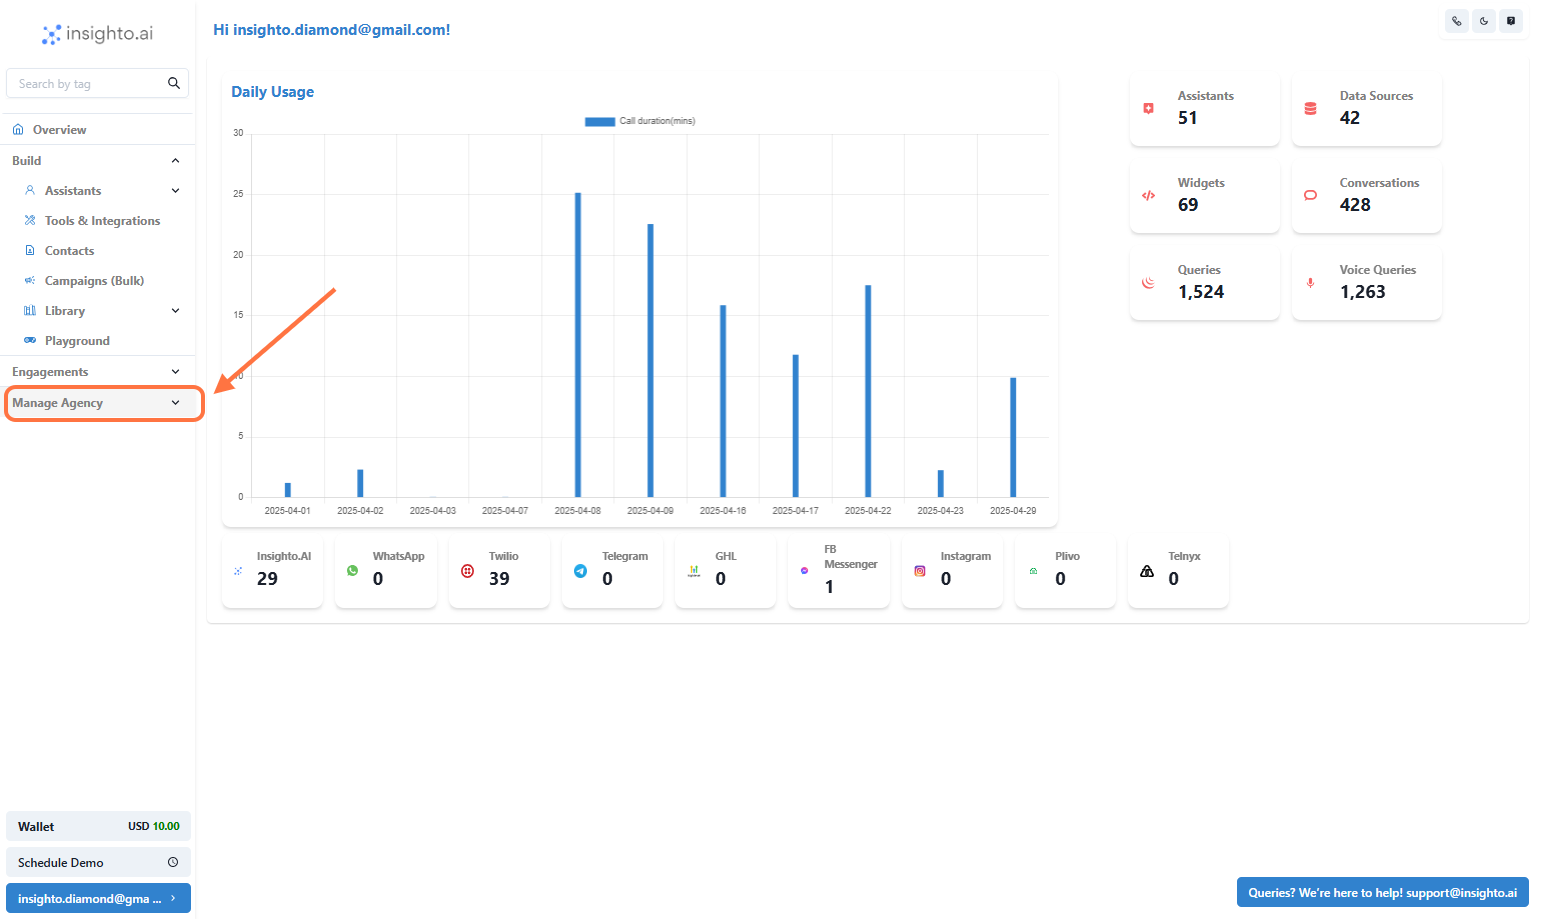 insighto.ai
Hi insighto.diamond@gmail.com!
Search by tag
Overview
Build
Assistants
Tools & Integrations
Contacts
Campaigns (Bulk)
Library
Playground
Engagements
Manage Agency
Wallet USD 10.00
Schedule Demo
insighto.diamond@gma ...
Daily Usage
Call duration(mins)
30
25
20
15
10
5
0
2025-04-01 2025-04-02 2025-04-03 2025-04-07 2025-04-08 2025-04-09 2025-04-16 2025-04-17 2025-04-22 2025-04-23 2025-04-29
Assistants
51
Data Sources
42
Widgets
69
Conversations
428
Queries
1,524
Voice Queries
1,263
Insighto.AI
29
WhatsApp
0
Twilio
39
Telegram
0
GHL
0
FB
Messenger
1
Instagram
0
Plivo
0
Telnyx
0
Queries? We're here to help! support@insighto.ai